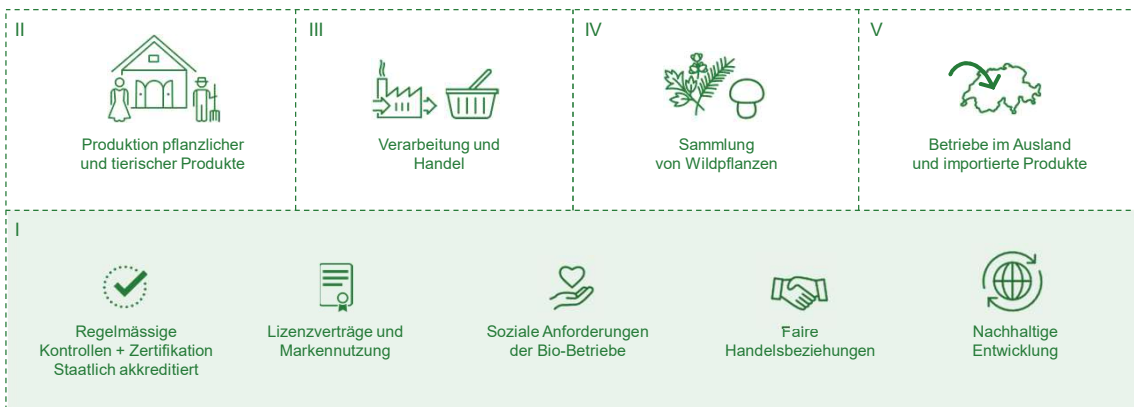 II
Produktion pflanzlicher
und tierischer Produkte
III
Verarbeitung und
Handel
IV
Sammlung
von Wildpflanzen
V
Betriebe im Ausland
und importierte Produkte
I
Regelmässige
Kontrollen + Zertifikation
Staatlich akkreditiert
Lizenzverträge und
Markennutzung
Soziale Anforderungen
der Bio-Betriebe
Faire
Handelsbeziehungen
Nachhaltige
Entwicklung